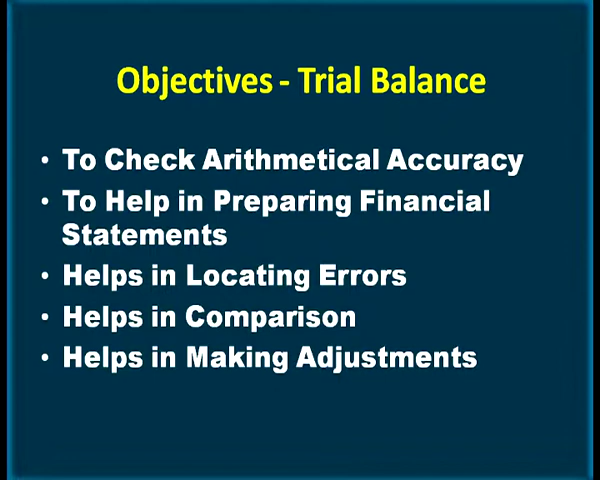 Objectives - Trial Balance
• To Check Arithmetical Accuracy
• To Help in Preparing Financial
Statements
• Helps in Locating Errors
• Helps in Comparison
• Helps in Making Adjustments